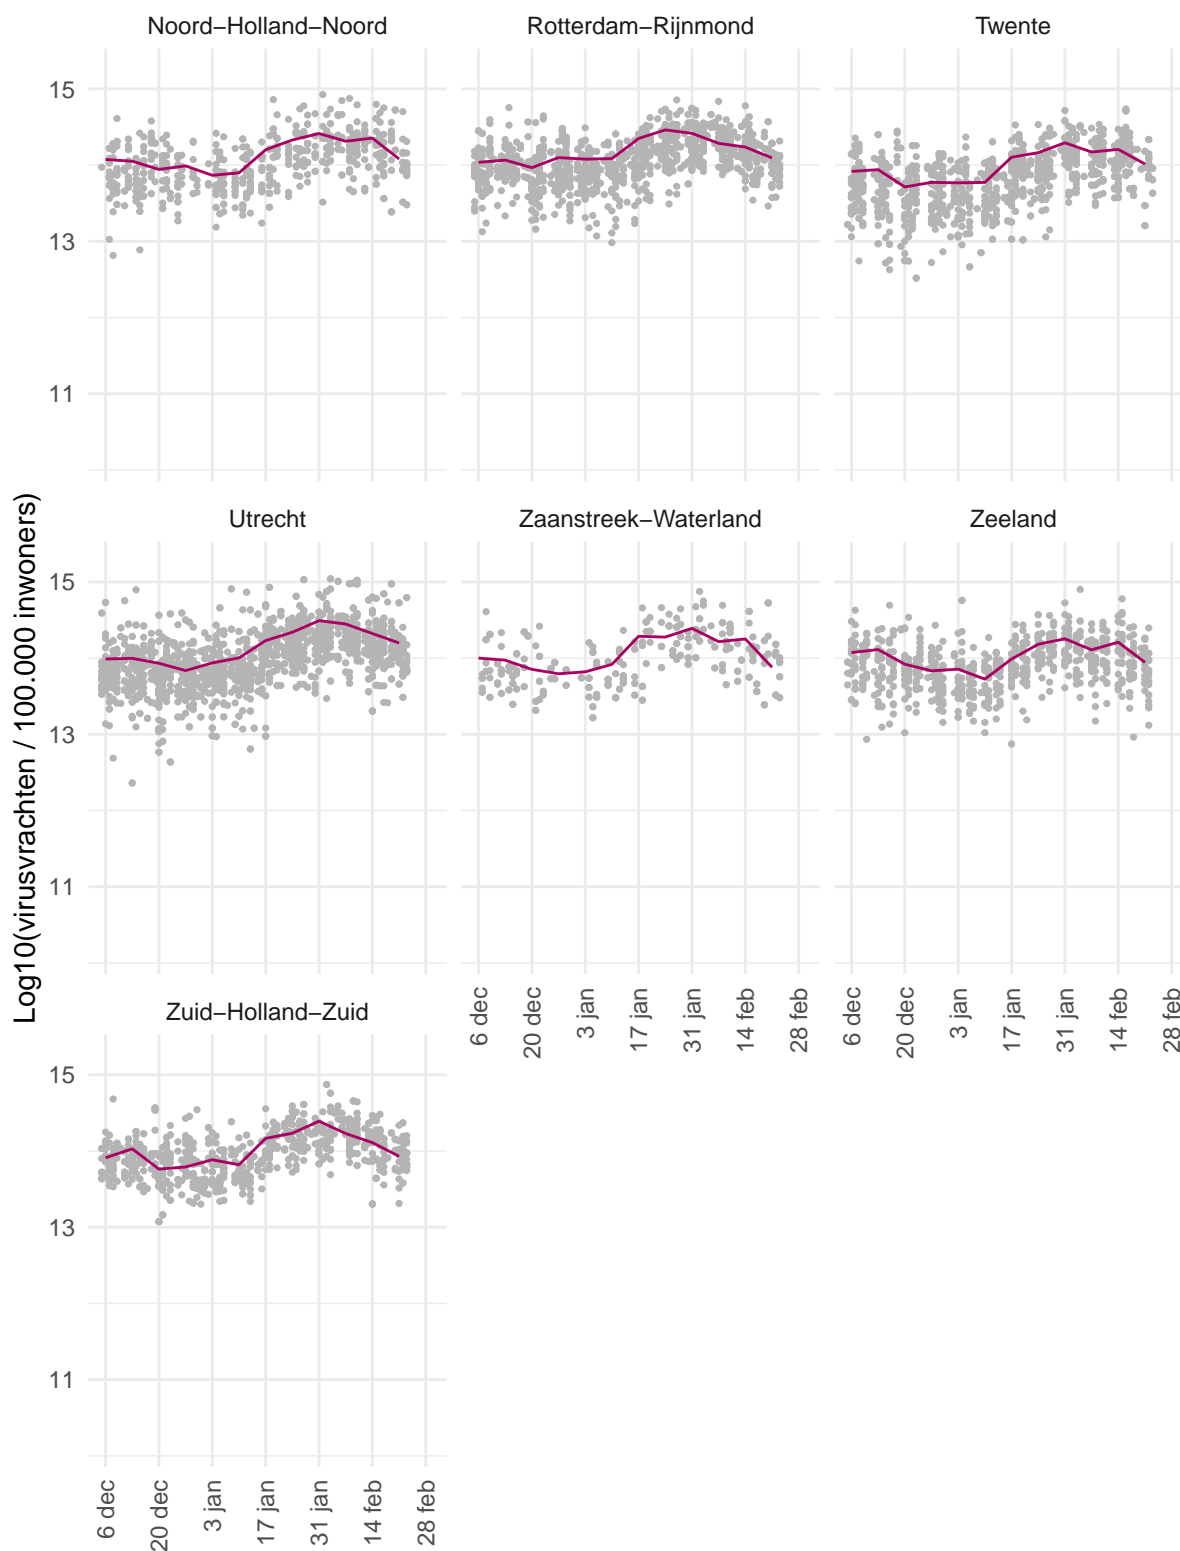 Noord−Holland−Noord
Rotterdam−Rijnmond
Twente
15
13
11
Utrecht
Zaanstreek−Waterland
Zeeland
15
13
11
Log10(virusvrachten / 100.000 inwoners)
6 dec
20 dec
3 jan
17 jan
31 jan
14 feb
28 feb
6 dec
20 dec
3 jan
17 jan
31 jan
14 feb
28 feb
Zuid−Holland−Zuid
15
13
11
6 dec
20 dec
3 jan
17 jan
31 jan
14 feb
28 feb